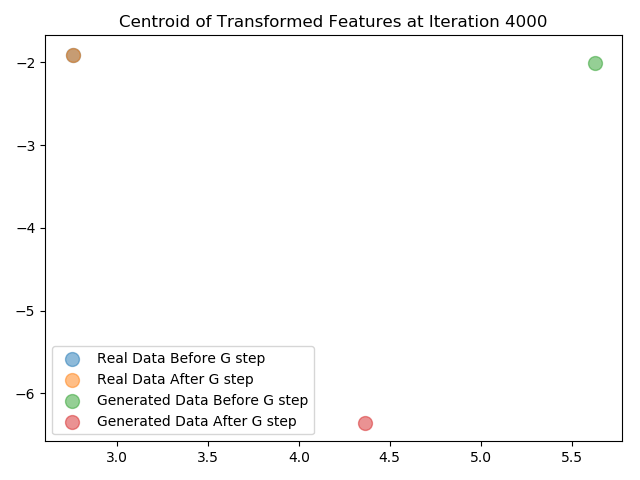 Centroid of Transformed Features at Iteration 4000
−2
−3
−4
−5
−6
Real Data Before G step
Real Data After G step
Generated Data Before G step
Generated Data After G step
3.0 3.5 4.0 4.5 5.0 5.5